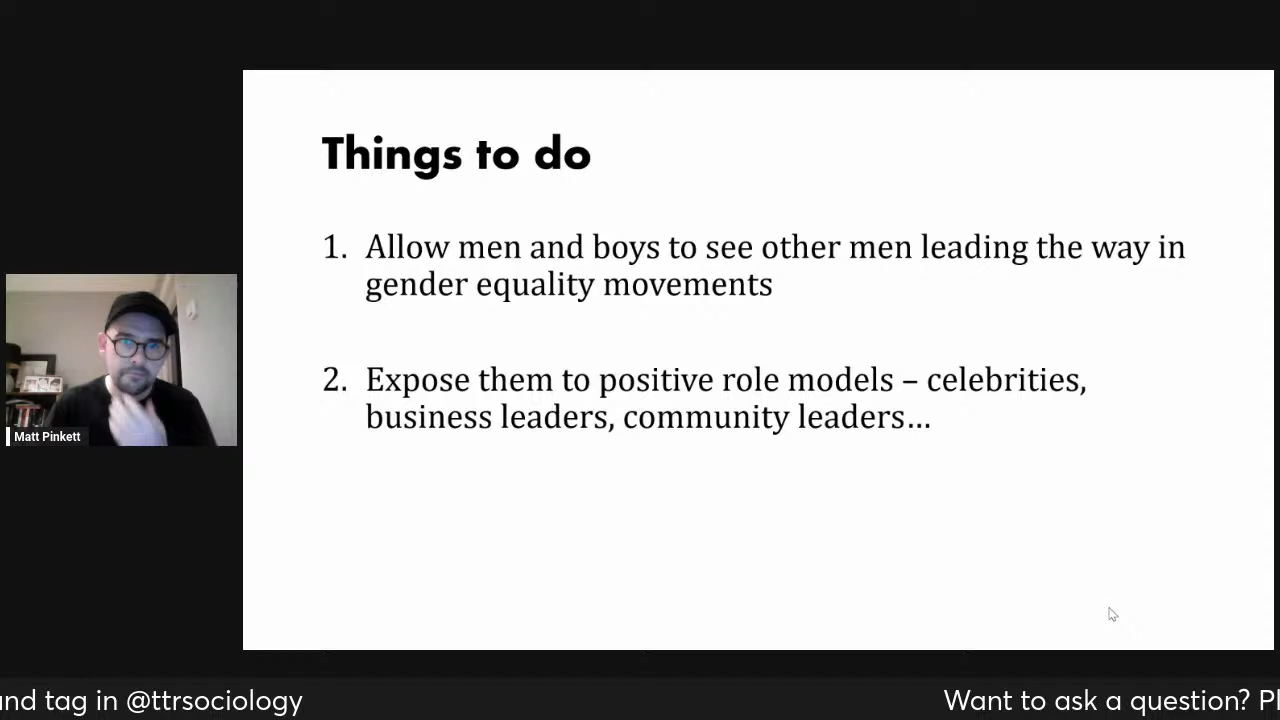 Things to do
1. Allow men and boys to see other men leading the way in
gender equality movements
2. Expose them to positive role models – celebrities,
business leaders, community leaders…
Matt Pinkett
and tag in @ttrsociology
Want to ask a question?